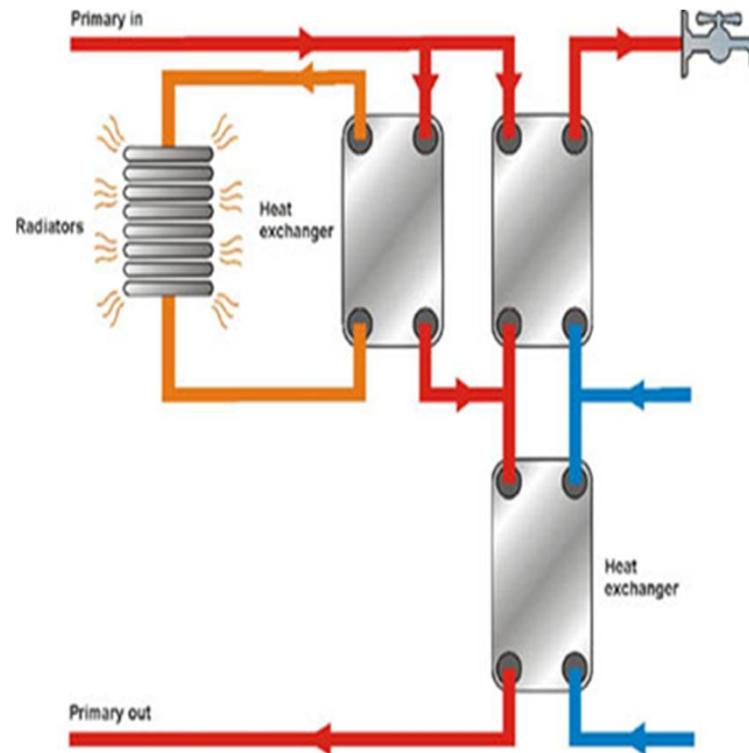 Primary in
Radiators
Heat
exchanger
Heat
exchanger
Primary out